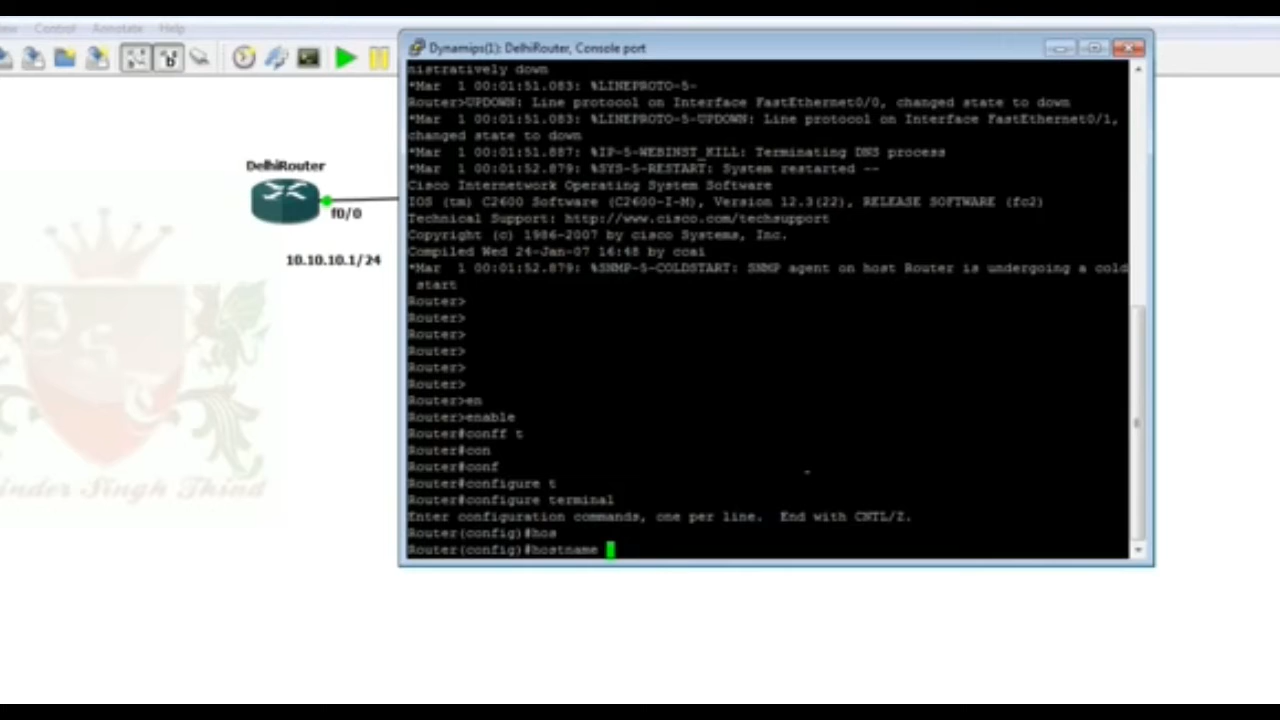 Control Annotate Help
Dynamips(1): DelhiRouter, Console port
DelhiRouter
f0/0
10.10.10.1/24
inder Singh Thind
nistratively down
*Mar  1 00:01:51.083: %LINEPROTO-5-
Router>UPDOWN: Line protocol on Interface FastEthernet0/0, changed state to down
*Mar  1 00:01:51.083: %LINEPROTO-5-UPDOWN: Line protocol on Interface FastEthernet0/1,
changed state to down
*Mar  1 00:01:51.887: %IP-5-WEBINST_KILL: Terminating DNS process
*Mar  1 00:01:52.879: %SYS-5-RESTART: System restarted --
Cisco Internetwork Operating System Software
IOS (tm) C2600 Software (C2600-I-M), Version 12.3(22), RELEASE SOFTWARE (fc2)
Technical Support: http://www.cisco.com/techsupport
Copyright (c) 1986-2007 by cisco Systems, Inc.
Compiled Wed 24-Jan-07 16:48 by ccai
*Mar  1 00:01:52.879: %SNMP-5-COLDSTART: SNMP agent on host Router is undergoing a cold
start
Router>
Router>
Router>
Router>
Router>
Router>
Router>en
Router>enable
Router#conff t
Router#con
Router#conf
Router#configure t
Router#configure terminal
Enter configuration commands, one per line.  End with CNTL/Z.
Router(config)#hos
Router(config)#hostname